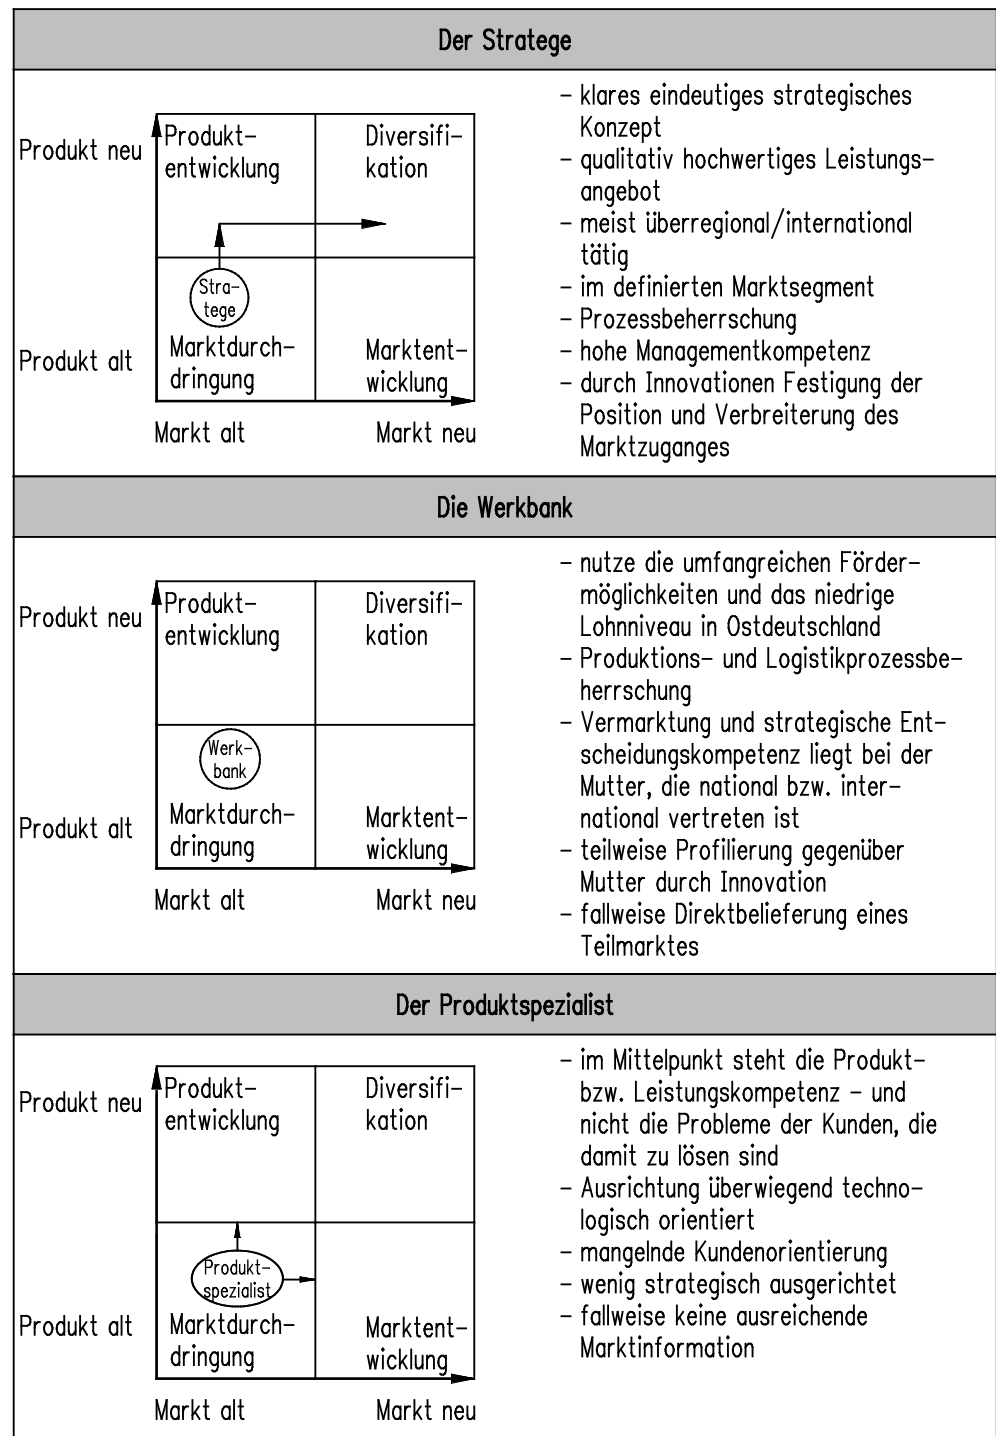 Der Stratege
Produkt neu
Produkt-
entwicklung
Diversifi-
kation
Stra-
tege
Produkt alt
Marktdurch-
dringung
Marktent-
wicklung
Markt alt
Markt neu
- klares eindeutiges strategisches
Konzept
- qualitativ hochwertiges Leistungs-
angebot
- meist überregional/international
tätig
- im definierten Marktsegment
- Prozessbeherrschung
- hohe Managementkompetenz
- durch Innovationen Festigung der
Position und Verbreiterung des
Marktzuganges
Die Werkbank
Produkt neu
Produkt-
entwicklung
Diversifi-
kation
Werk-
bank
Produkt alt
Marktdurch-
dringung
Marktent-
wicklung
Markt alt
Markt neu
- nutze die umfangreichen Förder-
möglichkeiten und das niedrige
Lohnniveau in Ostdeutschland
- Produktions- und Logistikprozessbe-
herrschung
- Vermarktung und strategische Ent-
scheidungskompetenz liegt bei der
Mutter, die national bzw. inter-
national vertreten ist
- teilweise Profilierung gegenüber
Mutter durch Innovation
- fallweise Direktbelieferung eines
Teilmarktes
Der Produktspezialist
Produkt neu
Produkt-
entwicklung
Diversifi-
kation
Produkt-
spezialist
Produkt alt
Marktdurch-
dringung
Marktent-
wicklung
Markt alt
Markt neu
- im Mittelpunkt steht die Produkt-
bzw. Leistungskompetenz - und
nicht die Probleme der Kunden, die
damit zu lösen sind
- Ausrichtung überwiegend techno-
logisch orientiert
- mangelnde Kundenorientierung
- wenig strategisch ausgerichtet
- fallweise keine ausreichende
Marktinformation